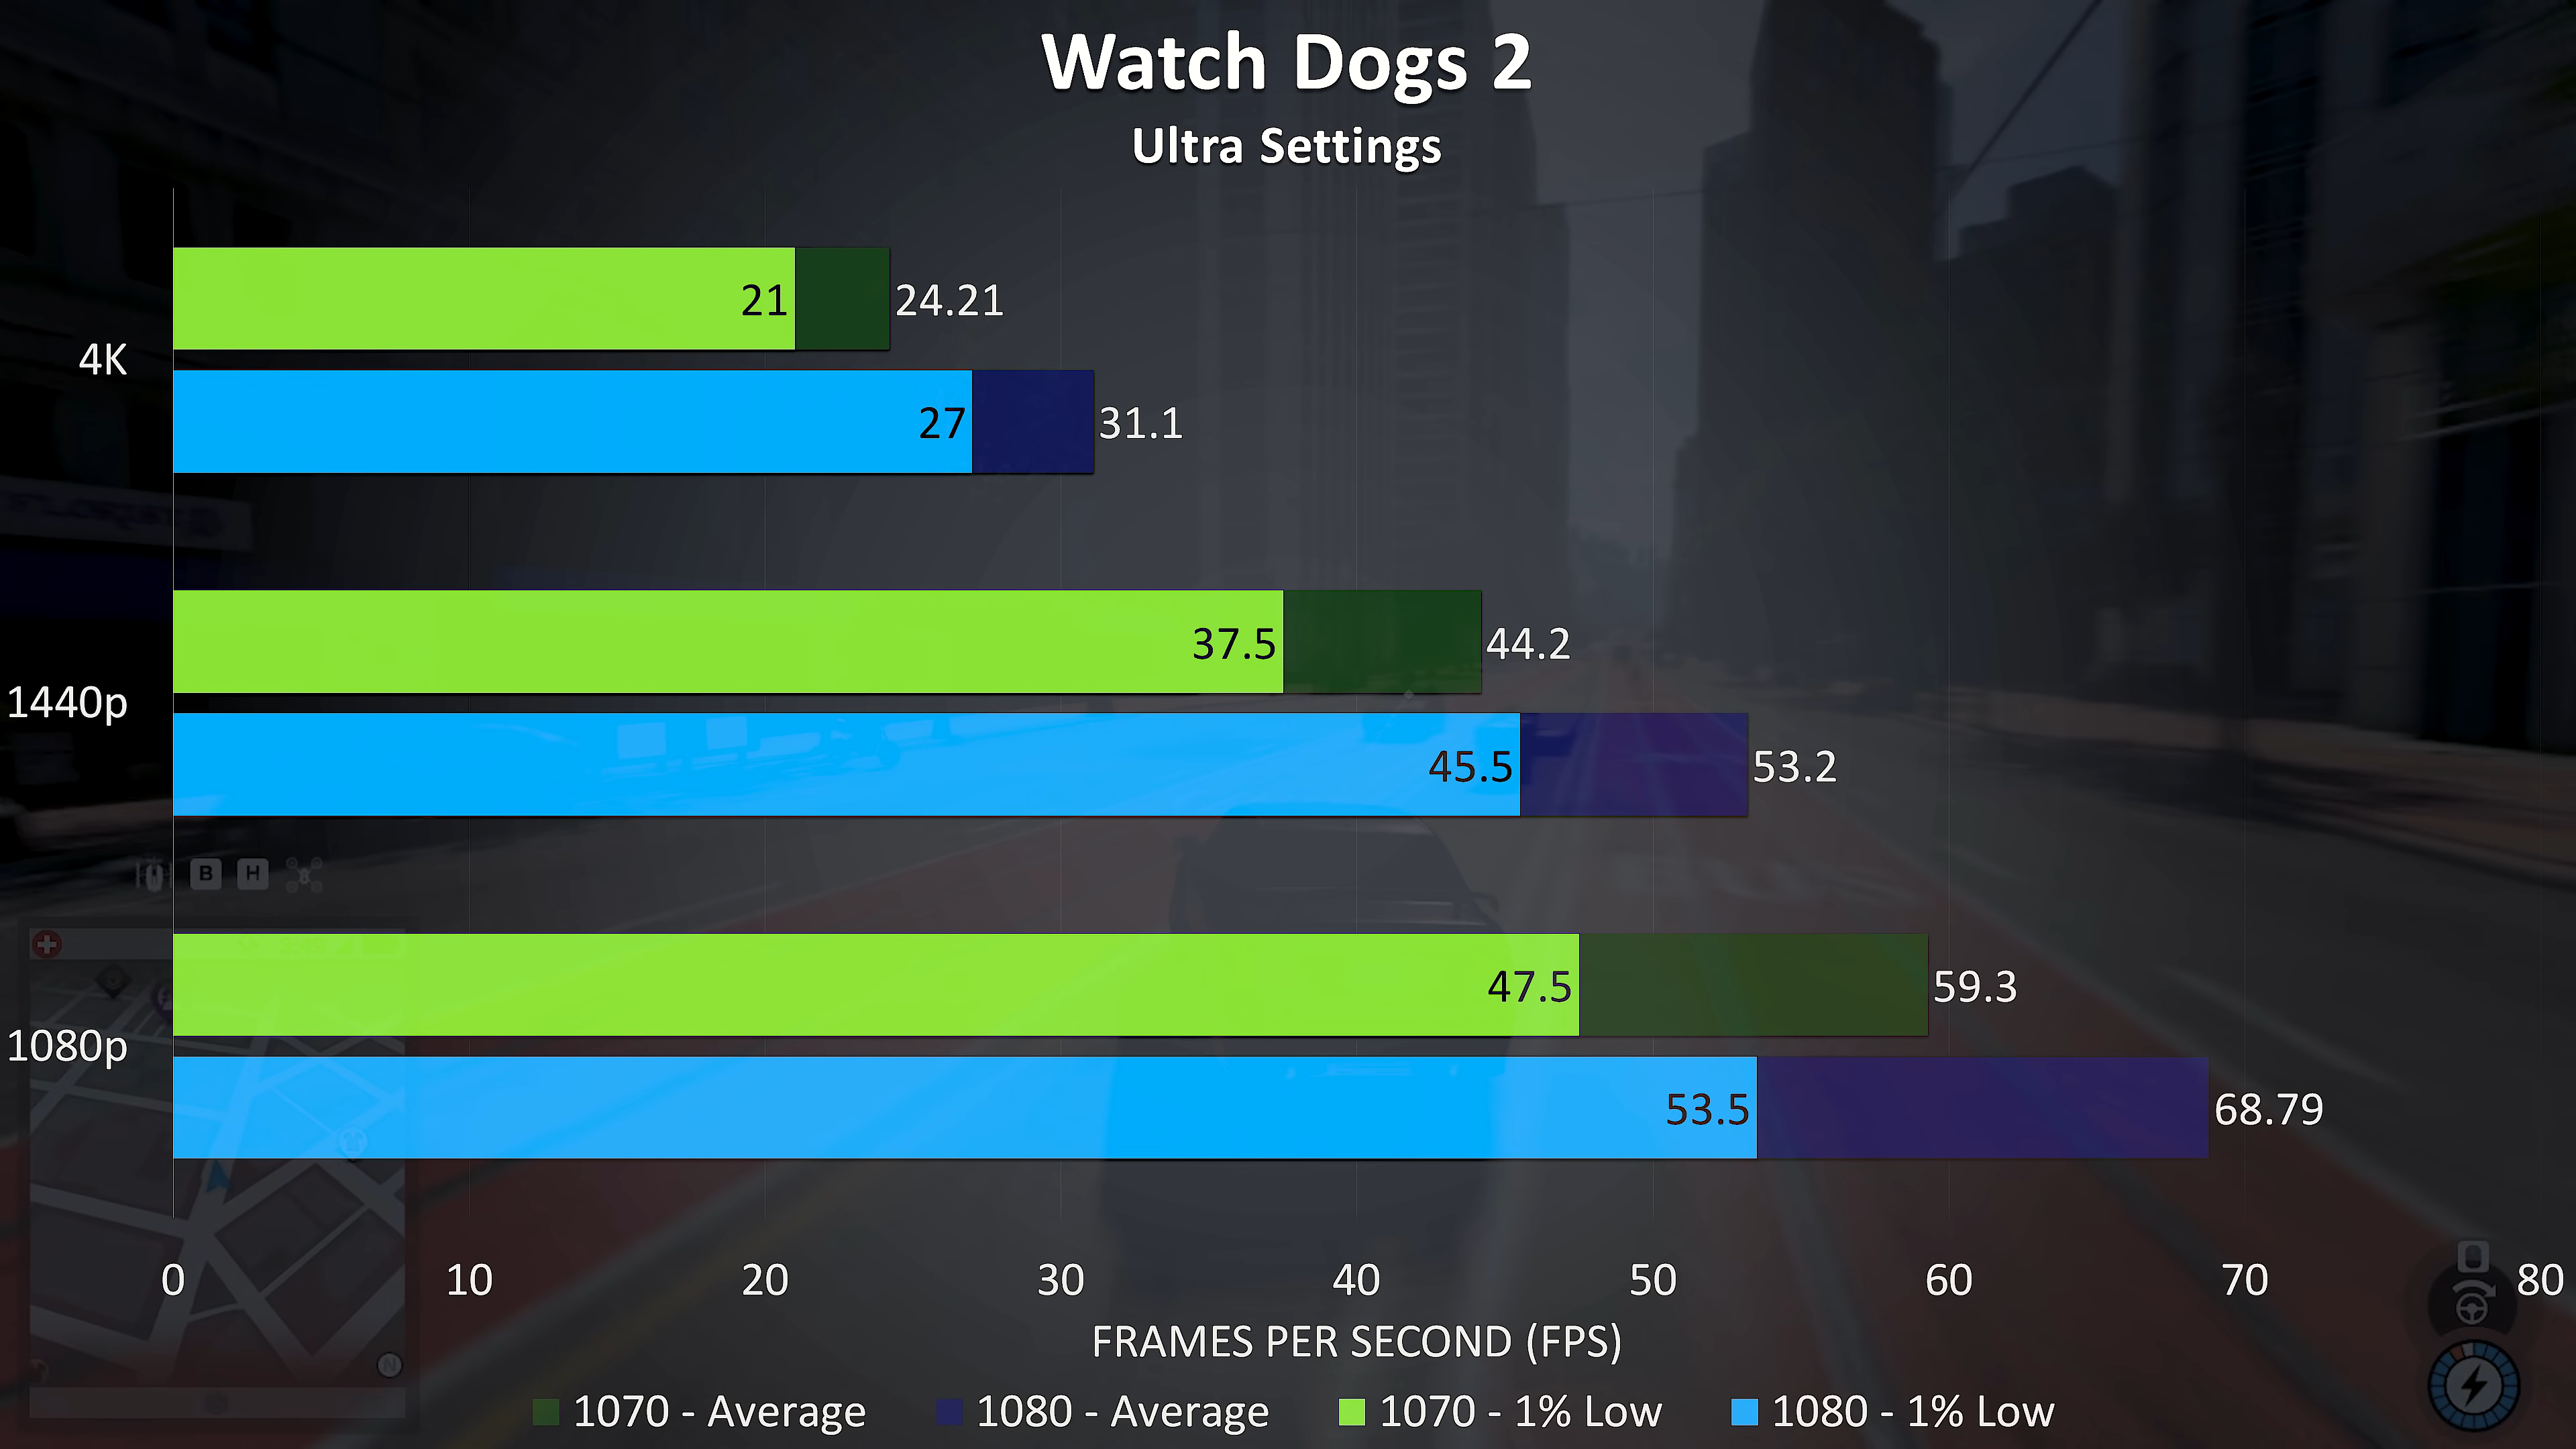 Watch Dogs 2
Ultra Settings
21 24.21
4K
27 31.1
37.5 44.2
1440p
45.5 53.2
B H
47.5 59.3
1080p
53.5 68.79
0 10 20 30 40 50 60 70 80
FRAMES PER SECOND (FPS)
N
1070 - Average 1080 - Average 1070 - 1% Low 1080 - 1% Low